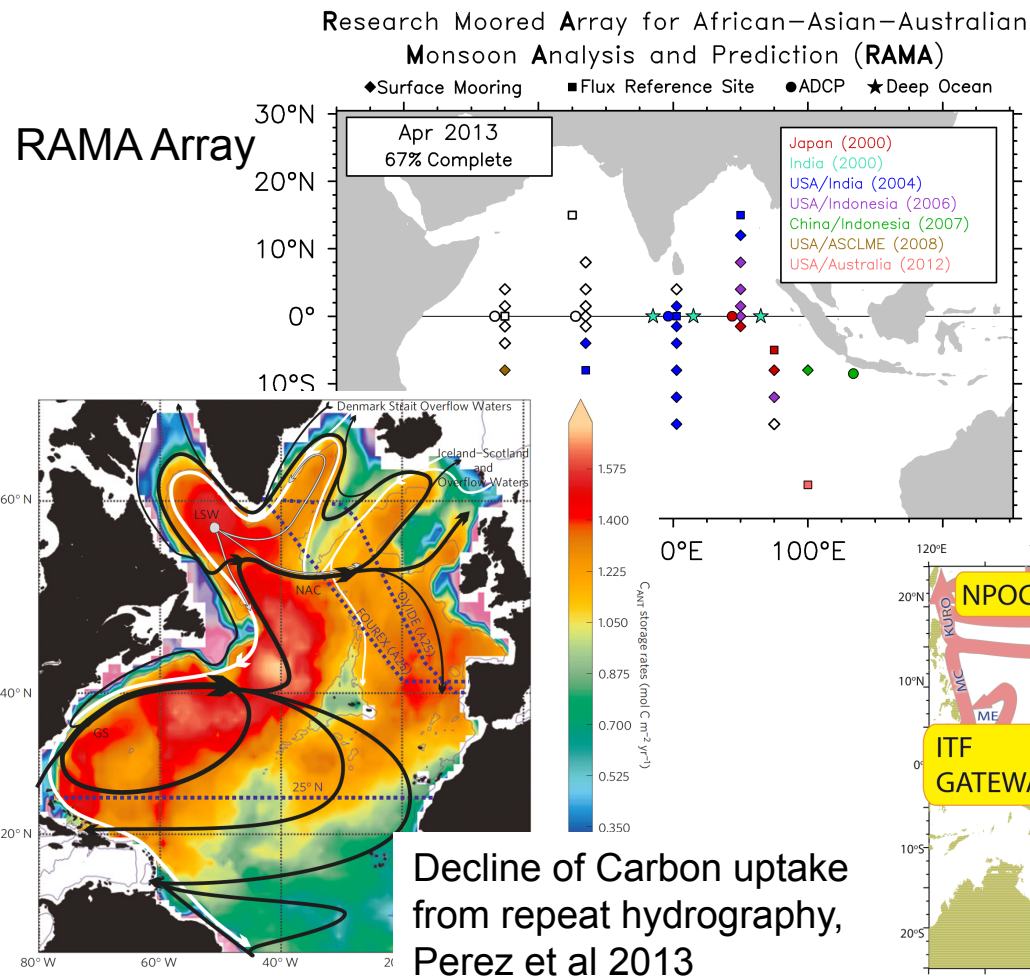 Research Moored Array for African-Asian-Australian
Monsoon Analysis and Prediction (RAMA)
◆Surface Mooring ■Flux Reference Site ●ADCP ★Deep Ocean
RAMA Array
Apr 2013
67% Complete
Japan (2000)
India (2000)
USA/India (2004)
USA/Indonesia (2006)
China/Indonesia (2007)
USA/ASCLME (2008)
USA/Australia (2012)
30°N
20°N
10°N
0°
10°S
0°E 100°E
Denmark Strait Overflow Waters
Iceland–Scotland
and
Overflow Waters
LSW
NAC
FOUREX (A25)
OVIDE (A25)
GS
25° N
60° N
40° N
20° N
80° W 60° W 40° W 20
1.575
1.400
1.225
1.050
0.875
0.700
0.525
0.350
CANT storage rates (mol C m⁻² yr⁻¹)
Decline of Carbon uptake
from repeat hydrography,
Perez et al 2013
120°E
20°N
10°N
0°
10°S
20°S
NPOC
KURO
MC
ME
ITF
GATEWA